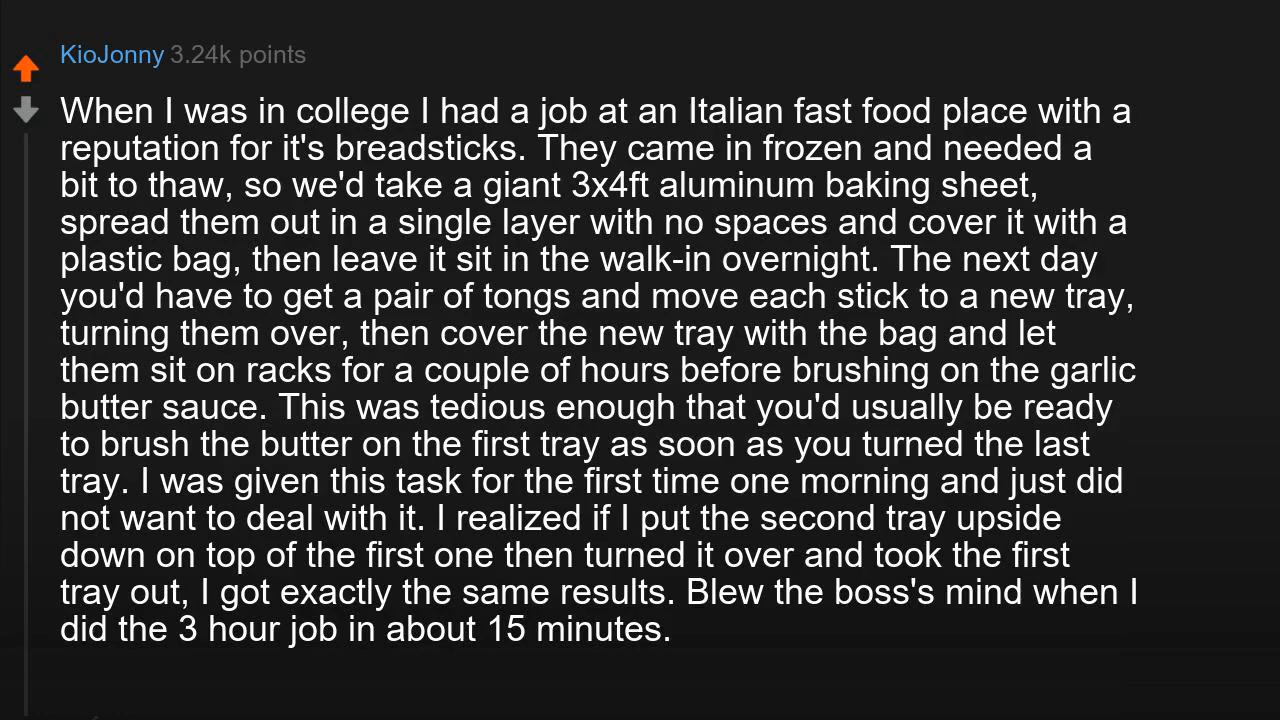 KioJonny 3.24k points
When I was in college I had a job at an Italian fast food place with a
reputation for it's breadsticks. They came in frozen and needed a
bit to thaw, so we'd take a giant 3x4ft aluminum baking sheet,
spread them out in a single layer with no spaces and cover it with a
plastic bag, then leave it sit in the walk-in overnight. The next day
you'd have to get a pair of tongs and move each stick to a new tray,
turning them over, then cover the new tray with the bag and let
them sit on racks for a couple of hours before brushing on the garlic
butter sauce. This was tedious enough that you'd usually be ready
to brush the butter on the first tray as soon as you turned the last
tray. I was given this task for the first time one morning and just did
not want to deal with it. I realized if I put the second tray upside
down on top of the first one then turned it over and took the first
tray out, I got exactly the same results. Blew the boss's mind when I
did the 3 hour job in about 15 minutes.